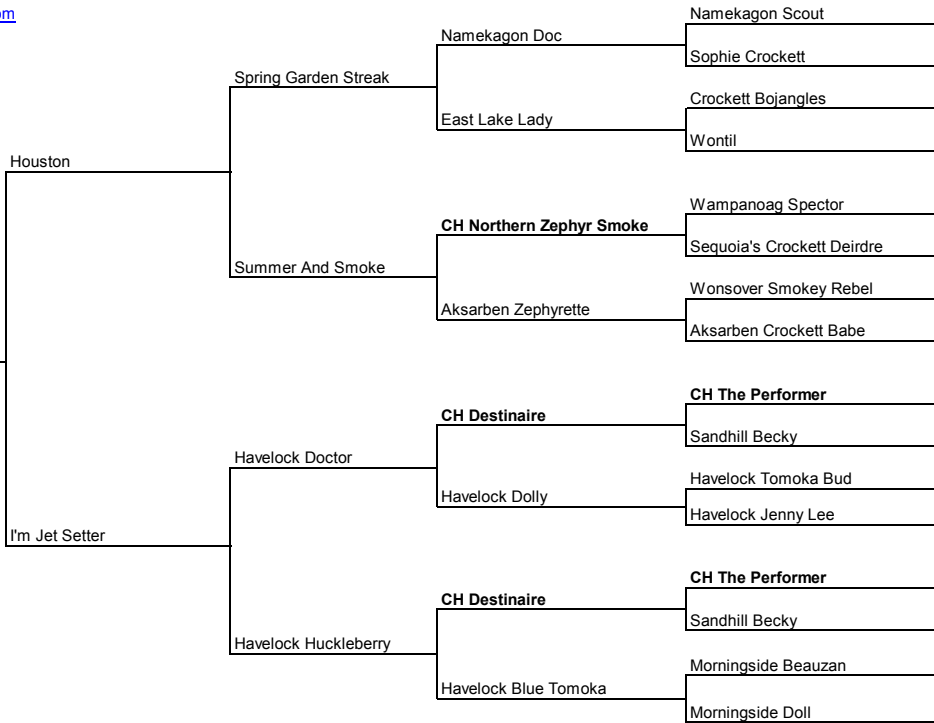 om
Namekagon Scout
Namekagon Doc
Sophie Crockett
Spring Garden Streak
Crockett Bojangles
East Lake Lady
Wontil
Houston
Wampanoag Spector
CH Northern Zephyr Smoke
Sequoia's Crockett Deirdre
Summer And Smoke
Wonsover Smokey Rebel
Aksarben Zephyrette
Aksarben Crockett Babe
CH The Performer
CH Destinaire
Sandhill Becky
Havelock Doctor
Havelock Tomoka Bud
Havelock Dolly
Havelock Jenny Lee
I'm Jet Setter
CH The Performer
CH Destinaire
Sandhill Becky
Havelock Huckleberry
Morningside Beauzan
Havelock Blue Tomoka
Morningside Doll